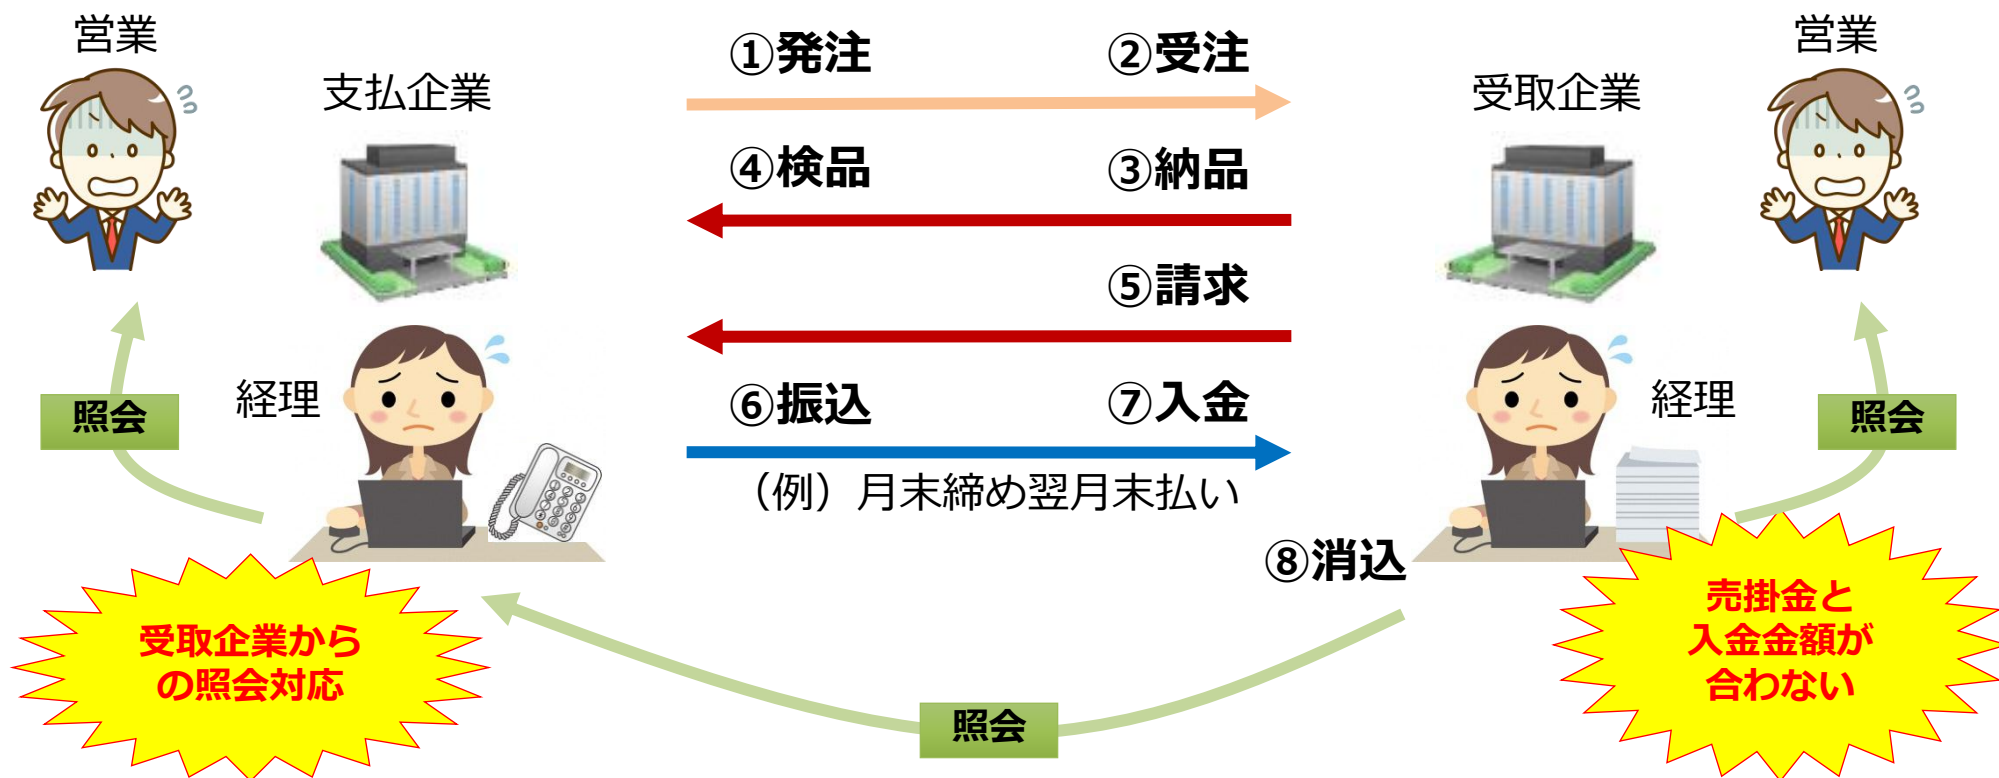 営業
支払企業
①発注
②受注
受取企業
営業
④検品
③納品
⑤請求
経理
照会
⑥振込
⑦入金
経理
照会
（例）月末締め翌月末払い
⑧消込
受取企業から
の照会対応
売掛金と
入金金額が
合わない
照会